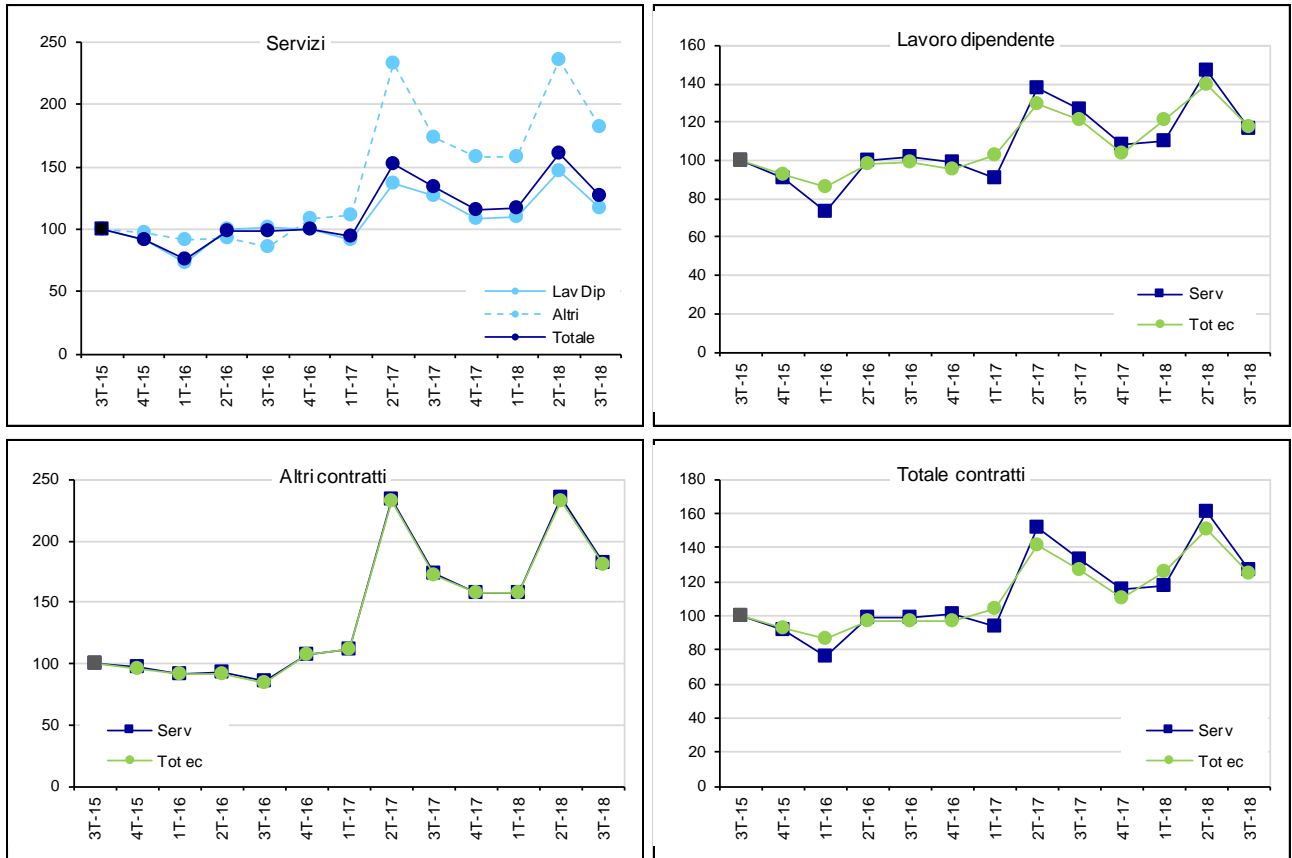 Servizi
250
200
150
100
50
0
Lav Dip
Altri
Totale
3T-15
4T-15
1T-16
2T-16
3T-16
4T-16
1T-17
2T-17
3T-17
4T-17
1T-18
2T-18
3T-18
Lavoro dipendente
160
140
120
100
80
60
40
20
0
Serv
Tot ec
3T-15
4T-15
1T-16
2T-16
3T-16
4T-16
1T-17
2T-17
3T-17
4T-17
1T-18
2T-18
3T-18
Altri contratti
250
200
150
100
50
0
Serv
Tot ec
3T-15
4T-15
1T-16
2T-16
3T-16
4T-16
1T-17
2T-17
3T-17
4T-17
1T-18
2T-18
3T-18
Totale contratti
180
160
140
120
100
80
60
40
20
0
Serv
Tot ec
3T-15
4T-15
1T-16
2T-16
3T-16
4T-16
1T-17
2T-17
3T-17
4T-17
1T-18
2T-18
3T-18